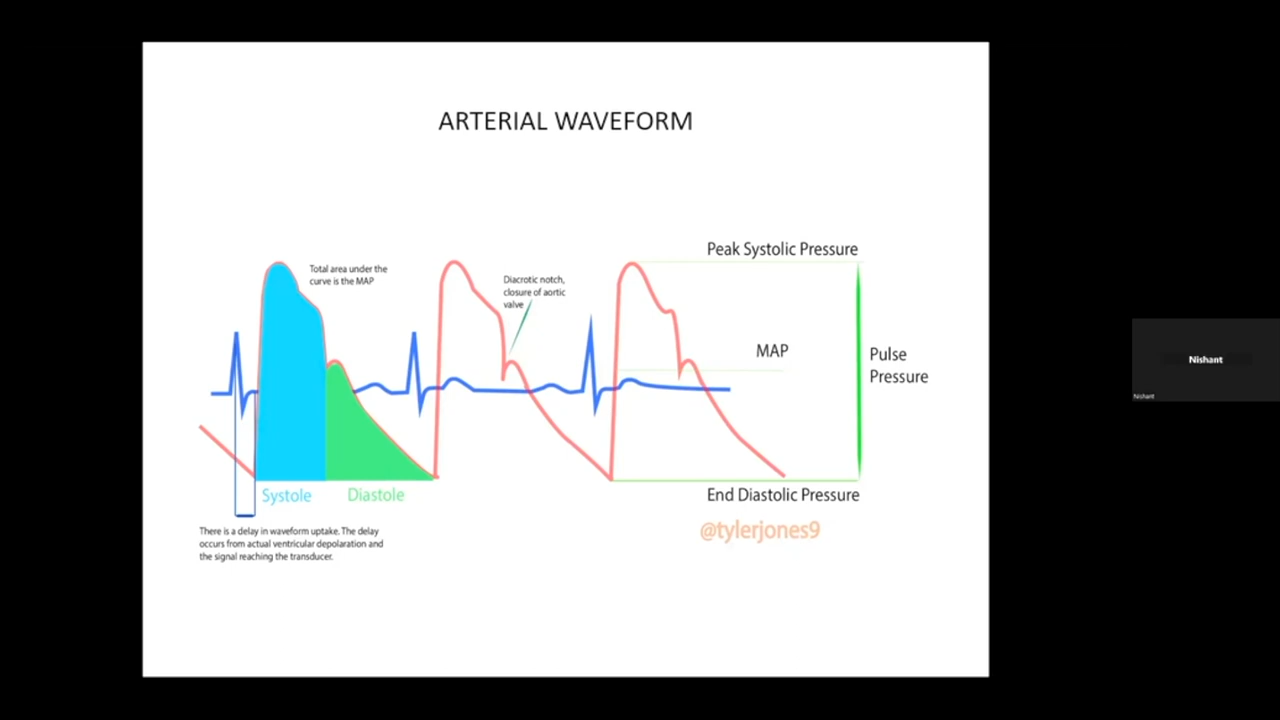 ARTERIAL WAVEFORM
Peak Systolic Pressure
Total area under the
curve is the MAP
Diacrotic notch,
closure of aortic
valve
MAP
Pulse
Pressure
Systole
Diastole
End Diastolic Pressure
There is a delay in waveform uptake. The delay
occurs from actual ventricular depolaration and
the signal reaching the transducer.
@tylerjones9
Nishant
Nishant